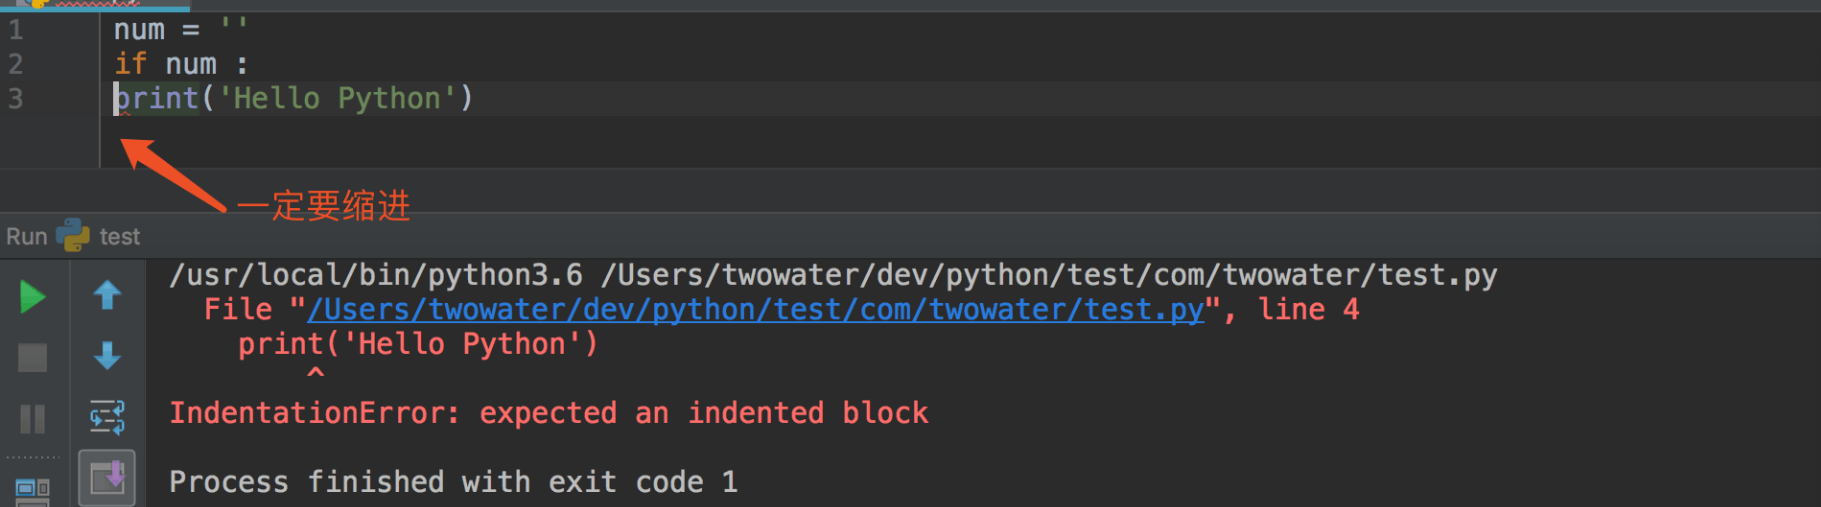 1 num = ''
2 if num :
3 print('Hello Python')
一定要缩进
Run test
/usr/local/bin/python3.6 /Users/twowater/dev/python/test/com/twowater/test.py
File "/Users/twowater/dev/python/test/com/twowater/test.py", line 4
print('Hello Python')
^
IndentationError: expected an indented block
Process finished with exit code 1